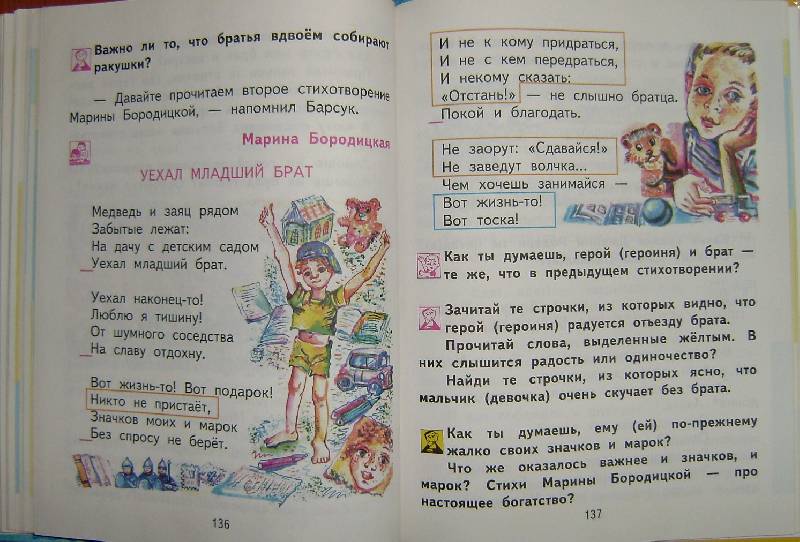 Важно ли то, что братья вдвоём собирают
ракушки?
— Давайте прочитаем второе стихотворение
Марины Бородицкой, — напомнил Барсук.
Марина Бородицкая
УЕХАЛ МЛАДШИЙ БРАТ
Медведь и заяц рядом
Забытые лежат:
На дачу с детским садом
Уехал младший брат.
Уехал наконец-то!
Люблю я тишину!
От шумного соседства
На славу отдохну.
Вот жизнь-то! Вот подарок!
Никто не пристаёт,
Значков моих и марок
Без спросу не берёт.
136
И не к кому придраться,
И не с кем передраться,
И некому сказать:
«Отстань!» — не слышно братца.
Покой и благодать.
Не заорут: «Сдавайся!»
Не заведут волчка...
Чем хочешь занимайся —
Вот жизнь-то!
Вот тоска!
Как ты думаешь, герой (героиня) и брат —
те же, что в предыдущем стихотворении?
Зачитай те строчки, из которых видно, что
герой (героиня) радуется отъезду брата.
Прочитай слова, выделенные жёлтым. В
них слышится радость или одиночество?
Найди те строчки, из которых ясно, что
мальчик (девочка) очень скучает без брата.
Как ты думаешь, ему (ей) по-прежнему
жалко своих значков и марок?
Что же оказалось важнее и значков, и
марок? Стихи Марины Бородицкой — про
настоящее богатство?
137